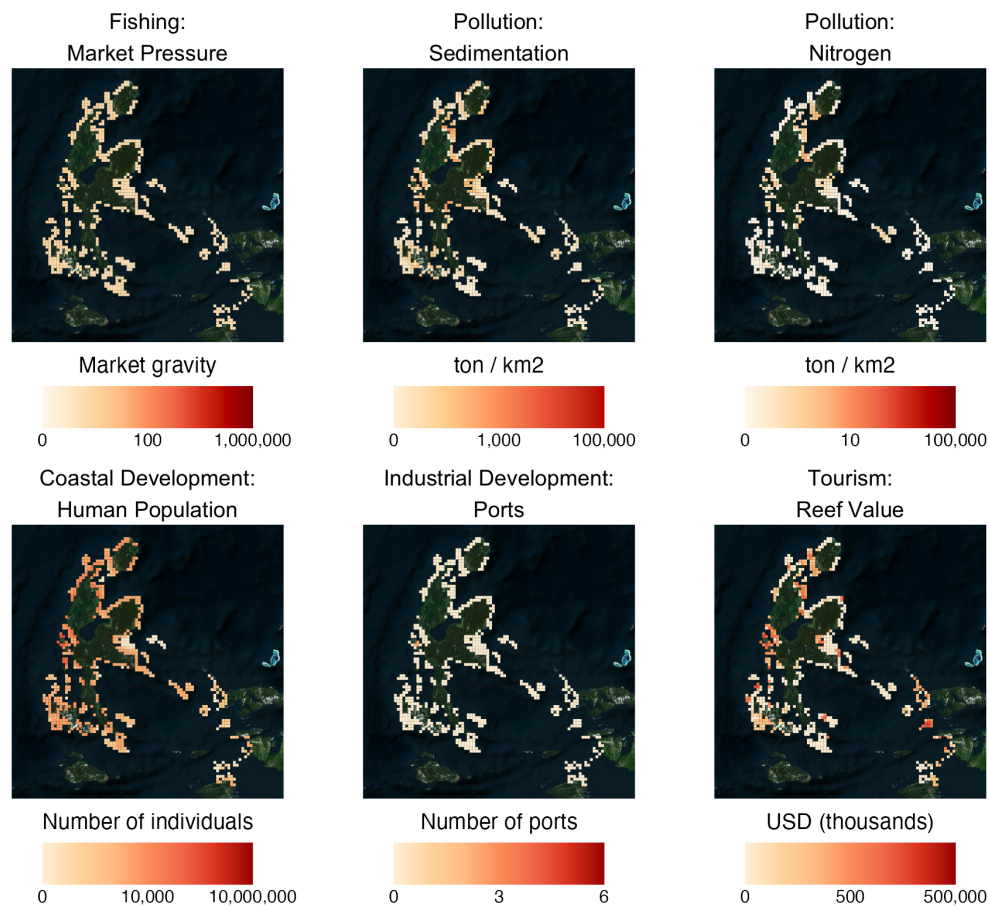 Fishing:
Market Pressure
Pollution:
Sedimentation
Pollution:
Nitrogen
Market gravity
0 100 1,000,000
ton / km2
0 1,000 100,000
ton / km2
0 10 100,000
Coastal Development:
Human Population
Industrial Development:
Ports
Tourism:
Reef Value
Number of individuals
0 10,000 10,000,000
Number of ports
0 3 6
USD (thousands)
0 500 500,000